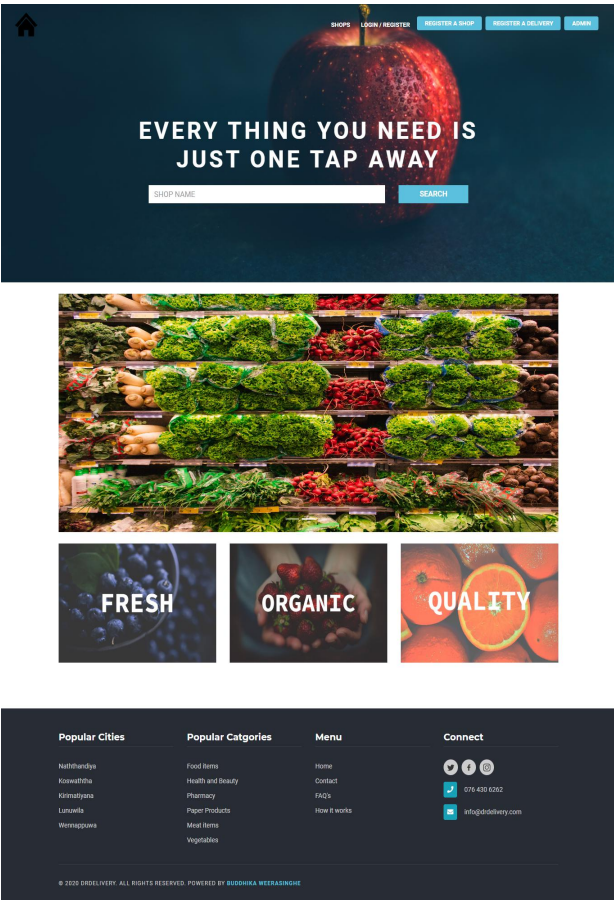 SHOPS LOGIN / REGISTER REGISTER A SHOP REGISTER A DELIVERY ADMIN
EVERY THING YOU NEED IS
JUST ONE TAP AWAY
SHOP NAME SEARCH
FRESH ORGANIC QUALITY
Popular Cities
Naththandiya
Koswaththa
Kirimatiyana
Lunuwila
Wennappuwa
Popular Catgories
Food items
Health and Beauty
Pharmacy
Paper Products
Meat items
Vegetables
Menu
Home
Contact
FAQ's
How it works
Connect
076 430 6262
info@drdelivery.com
© 2020 DRDELIVERY. ALL RIGHTS RESERVED. POWERED BY BUDDHIKA WEERASINGHE